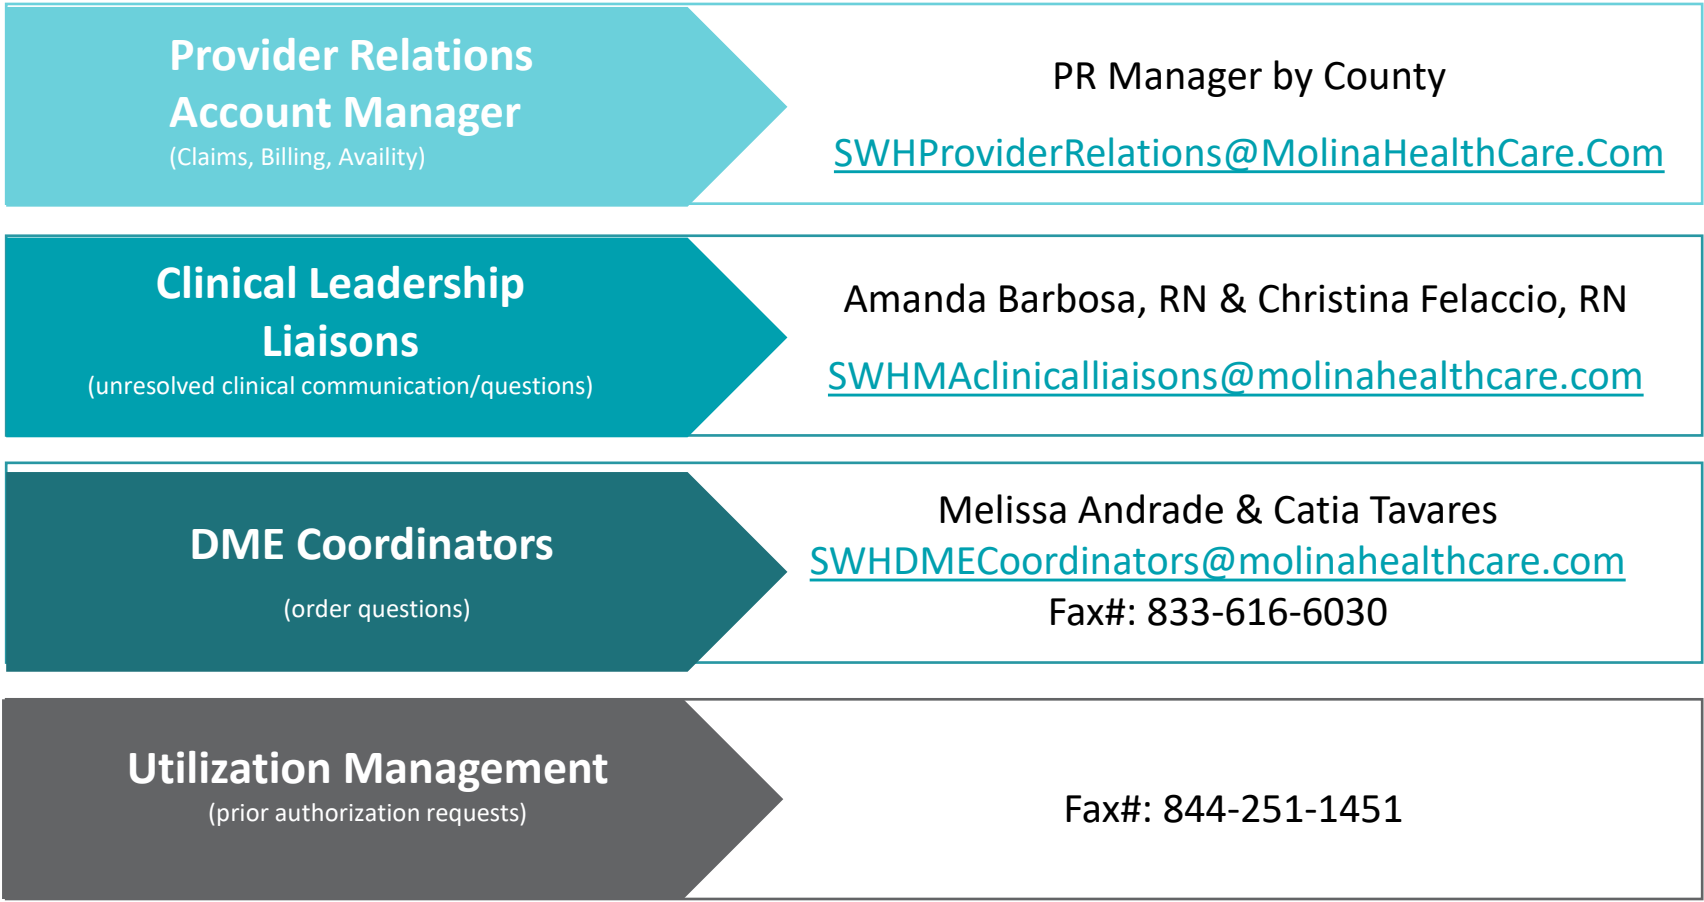 Provider Relations
Account Manager
(Claims, Billing, Availity)
PR Manager by County
SWHProviderRelations@MolinaHealthCare.Com
Clinical Leadership
Liaisons
(unresolved clinical communication/questions)
Amanda Barbosa, RN & Christina Felaccio, RN
SWHMAclinicalliaisons@molinahealthcare.com
DME Coordinators
(order questions)
Melissa Andrade & Catia Tavares
SWHDMECoordinators@molinahealthcare.com
Fax#: 833-616-6030
Utilization Management
(prior authorization requests)
Fax#: 844-251-1451